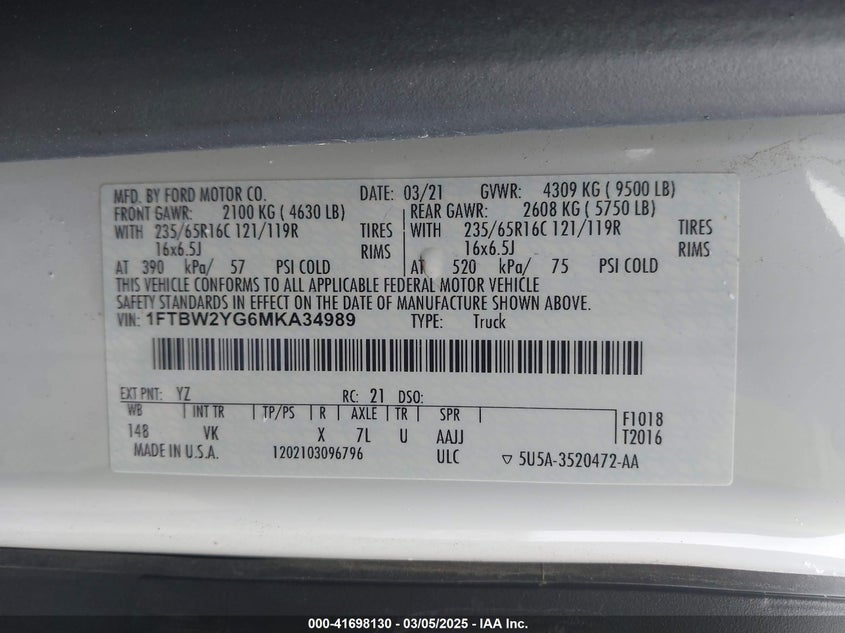 MFD. BY FORD MOTOR CO. DATE: 03/21 GVWR: 4309 KG ( 9500 LB)
FRONT GAWR: 2100 KG ( 4630 LB) REAR GAWR: 2608 KG ( 5750 LB)
WITH 235/65R16C 121/119R TIRES WITH 235/65R16C 121/119R TIRES
16x6.5J RIMS 16x6.5J RIMS
AT 390 kPa/ 57 PSI COLD AT 520 kPa/ 75 PSI COLD
THIS VEHICLE CONFORMS TO ALL APPLICABLE FEDERAL MOTOR VEHICLE
SAFETY STANDARDS IN EFFECT ON THE DATE OF MANUFACTURE SHOWN ABOVE.
VIN: 1FTBW2YG6MKA34989 TYPE: Truck
EXT PNT: YZ RC: 21 DSO:
WB INT TR TP/PS R AXLE TR SPR F1018
148 VK X 7L U AAJJ T2016
MADE IN U.S.A. 1202103096796 ULC ▽ 5U5A-3520472-AA
000-41698130 - 03/05/2025 - IAA Inc.